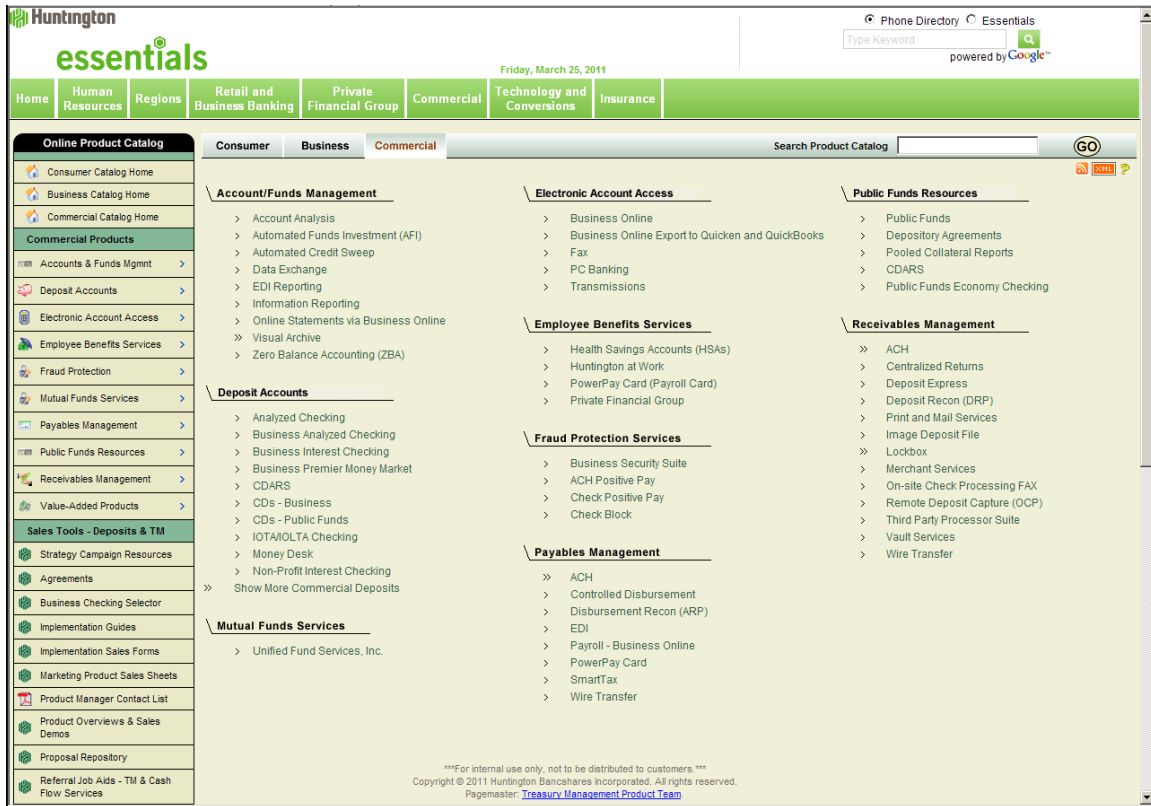 Huntington
essentials
Friday, March 25, 2011
Phone Directory Essentials
Type Keyword
powered by Google™
Home
Human Resources
Regions
Retail and Business Banking
Private Financial Group
Commercial
Technology and Conversions
Insurance
Online Product Catalog
Consumer Catalog Home
Business Catalog Home
Commercial Catalog Home
Commercial Products
Accounts & Funds Mgmnt >
Deposit Accounts >
Electronic Account Access >
Employee Benefits Services >
Fraud Protection >
Mutual Funds Services >
Payables Management >
Public Funds Resources >
Receivables Management >
Value-Added Products >
Sales Tools - Deposits & TM
Strategy Campaign Resources
Agreements
Business Checking Selector
Implementation Guides
Implementation Sales Forms
Marketing Product Sales Sheets
Product Manager Contact List
Product Overviews & Sales
Demos
Proposal Repository
Referral Job Aids - TM & Cash
Flow Services
Consumer Business Commercial
Search Product Catalog GO
XML ?
Account/Funds Management
> Account Analysis
> Automated Funds Investment (AFI)
> Automated Credit Sweep
> Data Exchange
> EDI Reporting
> Information Reporting
> Online Statements via Business Online
>> Visual Archive
> Zero Balance Accounting (ZBA)
Deposit Accounts
> Analyzed Checking
> Business Analyzed Checking
> Business Interest Checking
> Business Premier Money Market
> CDARS
> CDs - Business
> CDs - Public Funds
> IOTA/IOLTA Checking
> Money Desk
> Non-Profit Interest Checking
>> Show More Commercial Deposits
Mutual Funds Services
> Unified Fund Services, Inc.
Electronic Account Access
> Business Online
> Business Online Export to Quicken and QuickBooks
> Fax
> PC Banking
> Transmissions
Employee Benefits Services
> Health Savings Accounts (HSAs)
> Huntington at Work
> PowerPay Card (Payroll Card)
> Private Financial Group
Fraud Protection Services
> Business Security Suite
> ACH Positive Pay
> Check Positive Pay
> Check Block
Payables Management
>> ACH
> Controlled Disbursement
> Disbursement Recon (ARP)
> EDI
> Payroll - Business Online
> PowerPay Card
> SmartTax
> Wire Transfer
Public Funds Resources
> Public Funds
> Depository Agreements
> Pooled Collateral Reports
> CDARS
> Public Funds Economy Checking
Receivables Management
>> ACH
> Centralized Returns
> Deposit Express
> Deposit Recon (DRP)
> Print and Mail Services
> Image Deposit File
>> Lockbox
> Merchant Services
> On-site Check Processing FAX
> Remote Deposit Capture (OCP)
> Third Party Processor Suite
> Vault Services
> Wire Transfer
***For internal use only, not to be distributed to customers.***
Copyright © 2011 Huntington Bancshares Incorporated. All rights reserved.
Pagemaster: Treasury Management Product Team.